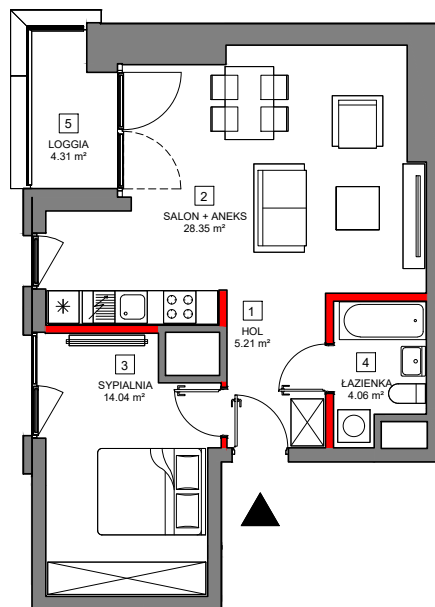 5
LOGGIA
4.31 m²
2
SALON + ANEKS
28.35 m²
1
HOL
5.21 m²
3
SYPIALNIA
14.04 m²
4
ŁAZIENKA
4.06 m²